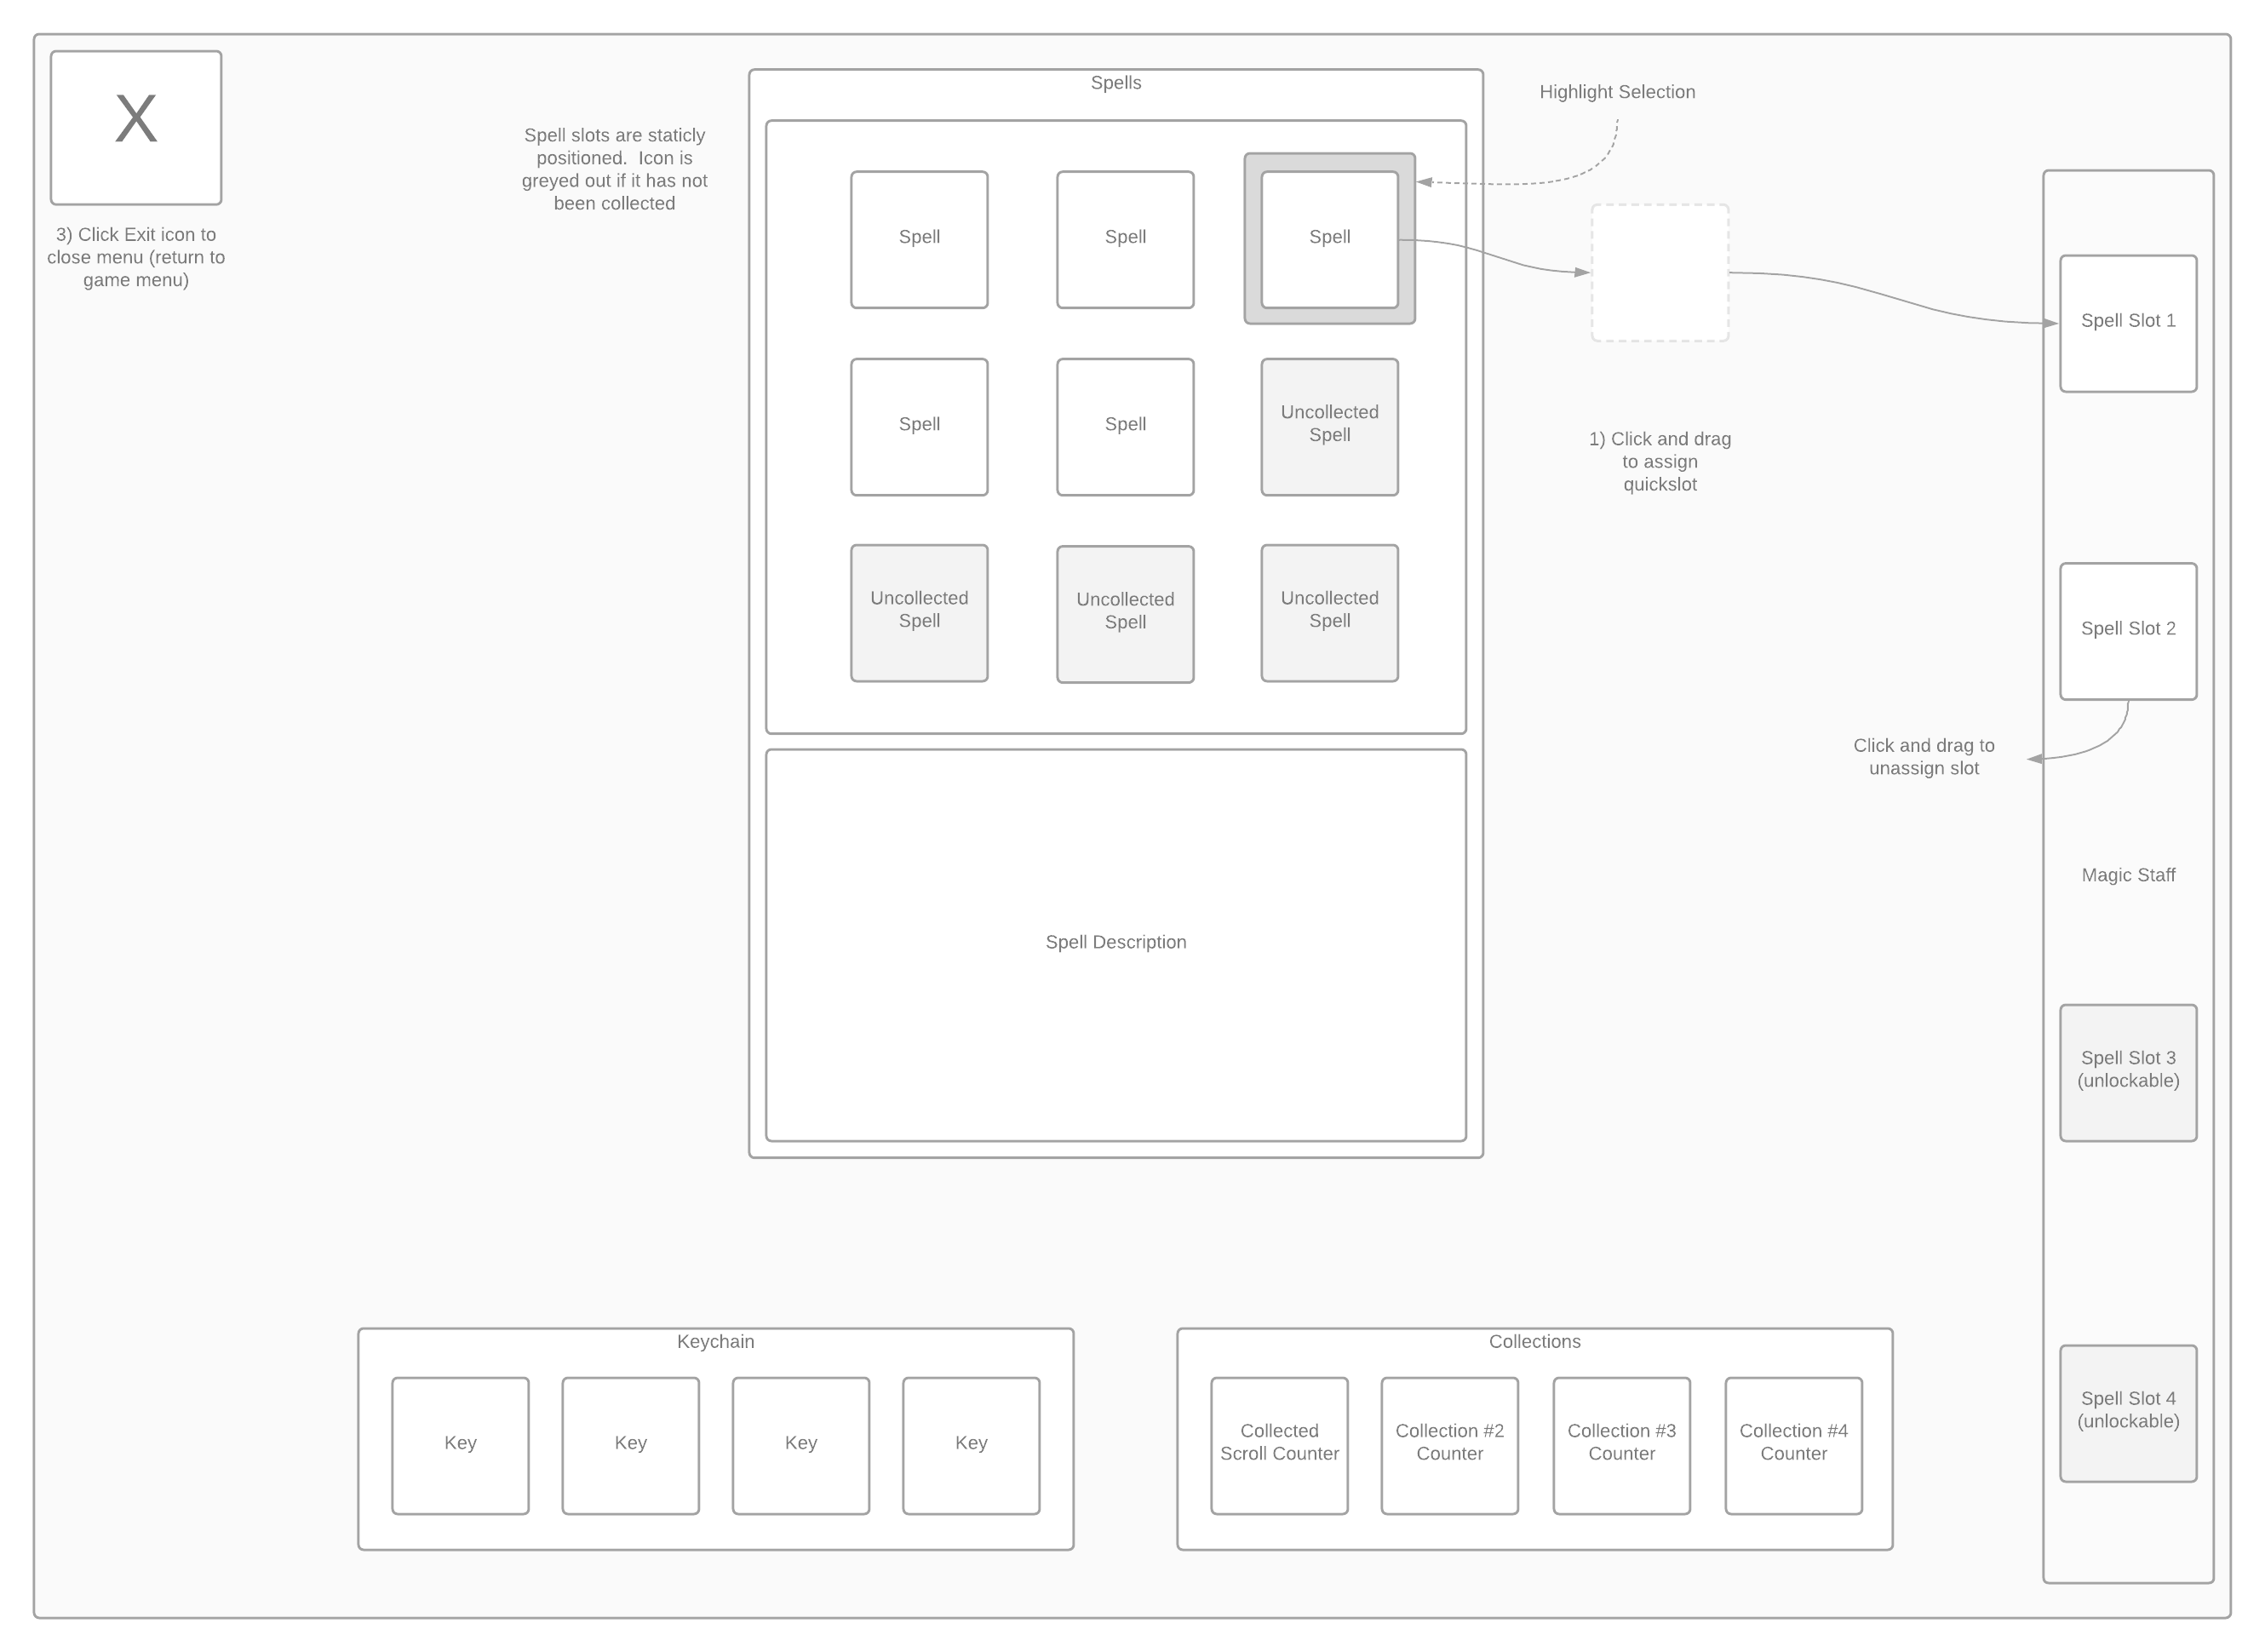 X
3) Click Exit icon to
close menu (return to
game menu)
Spell slots are staticly
positioned.  Icon is
greyed out if it has not
been collected
Spells
Spell
Spell
Spell
Spell
Spell
Uncollected
Spell
Uncollected
Spell
Uncollected
Spell
Uncollected
Spell
Spell Description
Highlight Selection
1) Click and drag
to assign
quickslot
Spell Slot 1
Spell Slot 2
Click and drag to
unassign slot
Magic Staff
Spell Slot 3
(unlockable)
Spell Slot 4
(unlockable)
Keychain
Key
Key
Key
Key
Collections
Collected
Scroll Counter
Collection #2
Counter
Collection #3
Counter
Collection #4
Counter